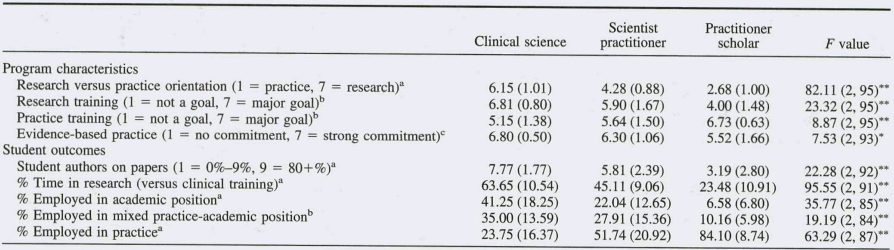 Clinical science Scientist practitioner Practitioner scholar F value
Program characteristics
Research versus practice orientation (1 = practice, 7 = research)ᵃ 6.15 (1.01) 4.28 (0.88) 2.68 (1.00) 82.11 (2, 95)**
Research training (1 = not a goal, 7 = major goal)ᵇ 6.81 (0.80) 5.90 (1.67) 4.00 (1.48) 23.32 (2, 95)**
Practice training (1 = not a goal, 7 = major goal)ᵇ 5.15 (1.38) 5.64 (1.50) 6.73 (0.63) 8.87 (2, 95)**
Evidence-based practice (1 = no commitment, 7 = strong commitment)ᶜ 6.80 (0.50) 6.30 (1.06) 5.52 (1.66) 7.53 (2, 93)*
Student outcomes
Student authors on papers (1 = 0%–9%, 9 = 80+%)ᵃ 7.77 (1.77) 5.81 (2.39) 3.19 (2.80) 22.28 (2, 92)**
% Time in research (versus clinical training)ᵃ 63.65 (10.54) 45.11 (9.06) 23.48 (10.91) 95.55 (2, 91)**
% Employed in academic positionᵃ 41.25 (18.25) 22.04 (12.65) 6.58 (6.80) 35.77 (2, 85)**
% Employed in mixed practice-academic positionᵇ 35.00 (13.59) 27.91 (15.36) 10.16 (5.98) 19.19 (2, 84)**
% Employed in practiceᵃ 23.75 (16.37) 51.74 (20.92) 84.10 (8.74) 63.29 (2, 87)**